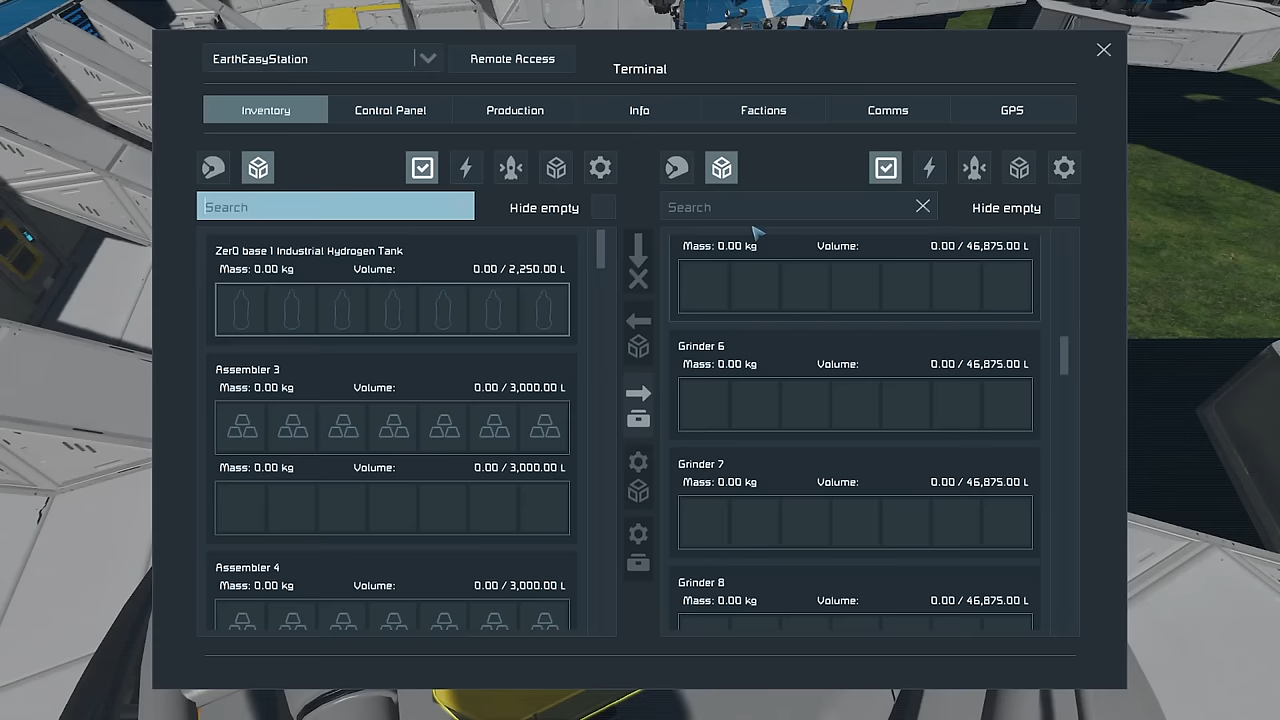 EarthEasyStation
Remote Access
Terminal
Inventory
Control Panel
Production
Info
Factions
Comms
GPS
Search
Hide empty
Zer0 base 1 Industrial Hydrogen Tank
Mass: 0.00 kg Volume: 0.00 / 2,250.00 L
Assembler 3
Mass: 0.00 kg Volume: 0.00 / 3,000.00 L
Mass: 0.00 kg Volume: 0.00 / 3,000.00 L
Assembler 4
Mass: 0.00 kg Volume: 0.00 / 3,000.00 L
Search
Hide empty
Mass: 0.00 kg Volume: 0.00 / 46,875.00 L
Grinder 6
Mass: 0.00 kg Volume: 0.00 / 46,875.00 L
Grinder 7
Mass: 0.00 kg Volume: 0.00 / 46,875.00 L
Grinder 8
Mass: 0.00 kg Volume: 0.00 / 46,875.00 L